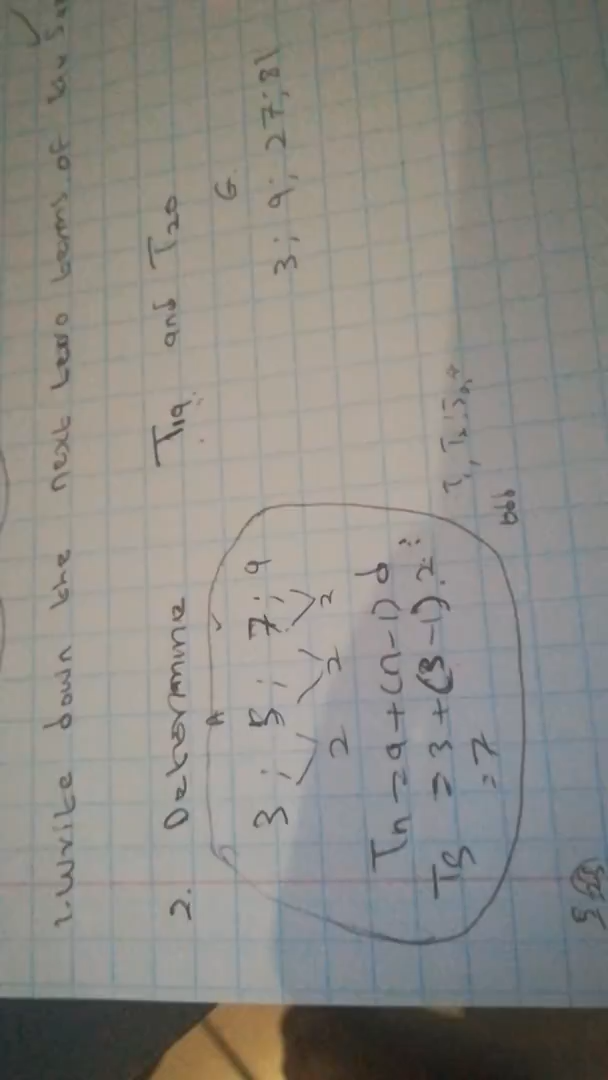 1. Write down the next two terms of the
2. Determine T19 and T20
A G.
3; 5; 7; 9 3; 9; 27; 81
2 2 2
Tn = a + (n-1) d
T3 = 3 + (3-1).2
= 7